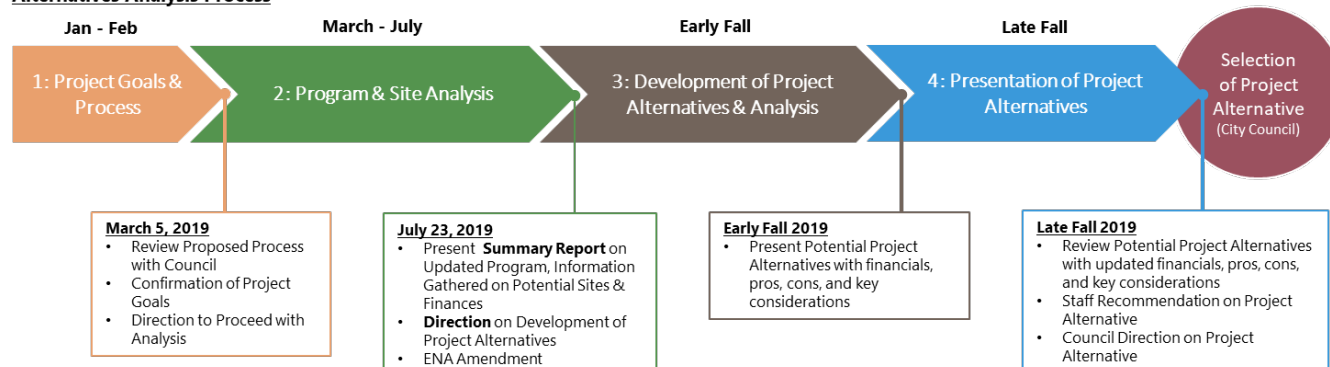 Alternatives Analysis Process
Jan - Feb
March - July
Early Fall
Late Fall
1: Project Goals &
Process
2: Program & Site Analysis
3: Development of Project
Alternatives & Analysis
4: Presentation of Project
Alternatives
Selection
of Project
Alternative
(City Council)
March 5, 2019
• Review Proposed Process
with Council
• Confirmation of Project
Goals
• Direction to Proceed with
Analysis
July 23, 2019
• Present Summary Report on
Updated Program, Information
Gathered on Potential Sites &
Finances
• Direction on Development of
Project Alternatives
• ENA Amendment
Early Fall 2019
• Present Potential Project
Alternatives with financials,
pros, cons, and key
considerations
Late Fall 2019
• Review Potential Project Alternatives
with updated financials, pros, cons,
and key considerations
• Staff Recommendation on Project
Alternative
• Council Direction on Project
Alternative